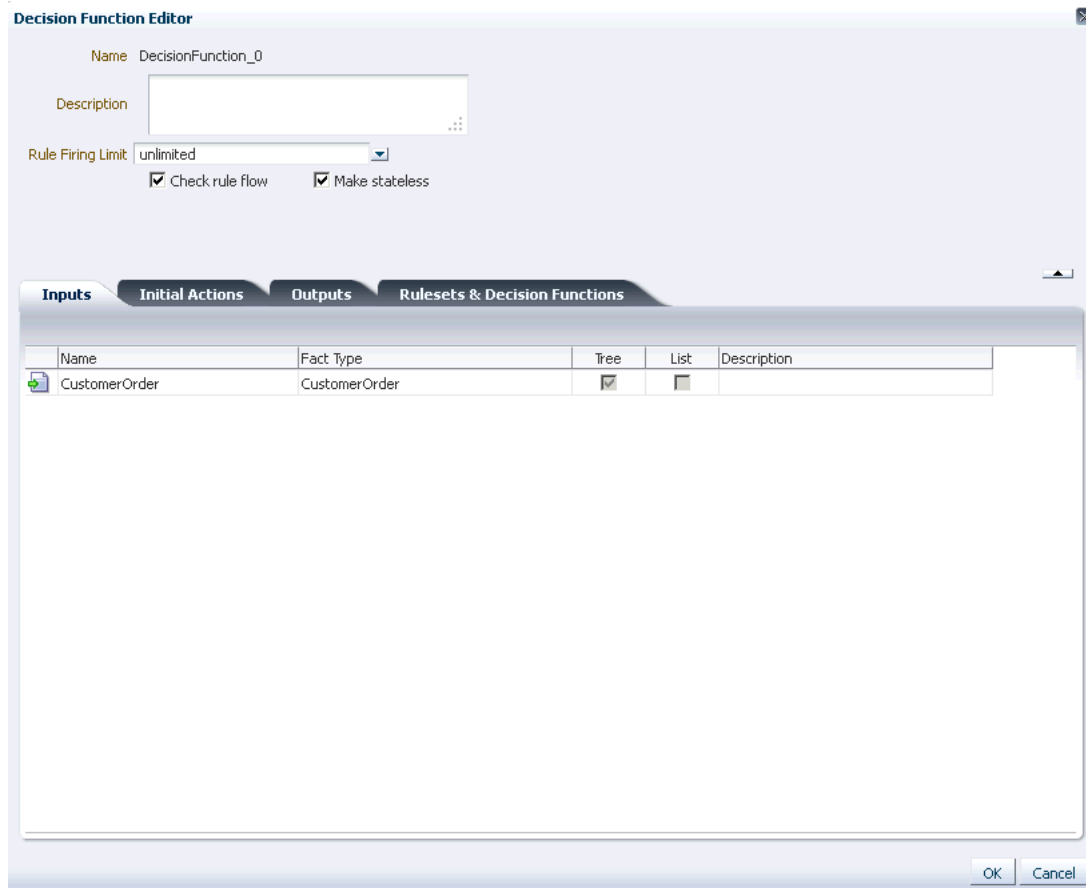 Decision Function Editor
Name DecisionFunction_0
Description
Rule Firing Limit unlimited
Check rule flow Make stateless
Inputs Initial Actions Outputs Rulesets & Decision Functions
Name Fact Type Tree List Description
CustomerOrder CustomerOrder
OK Cancel